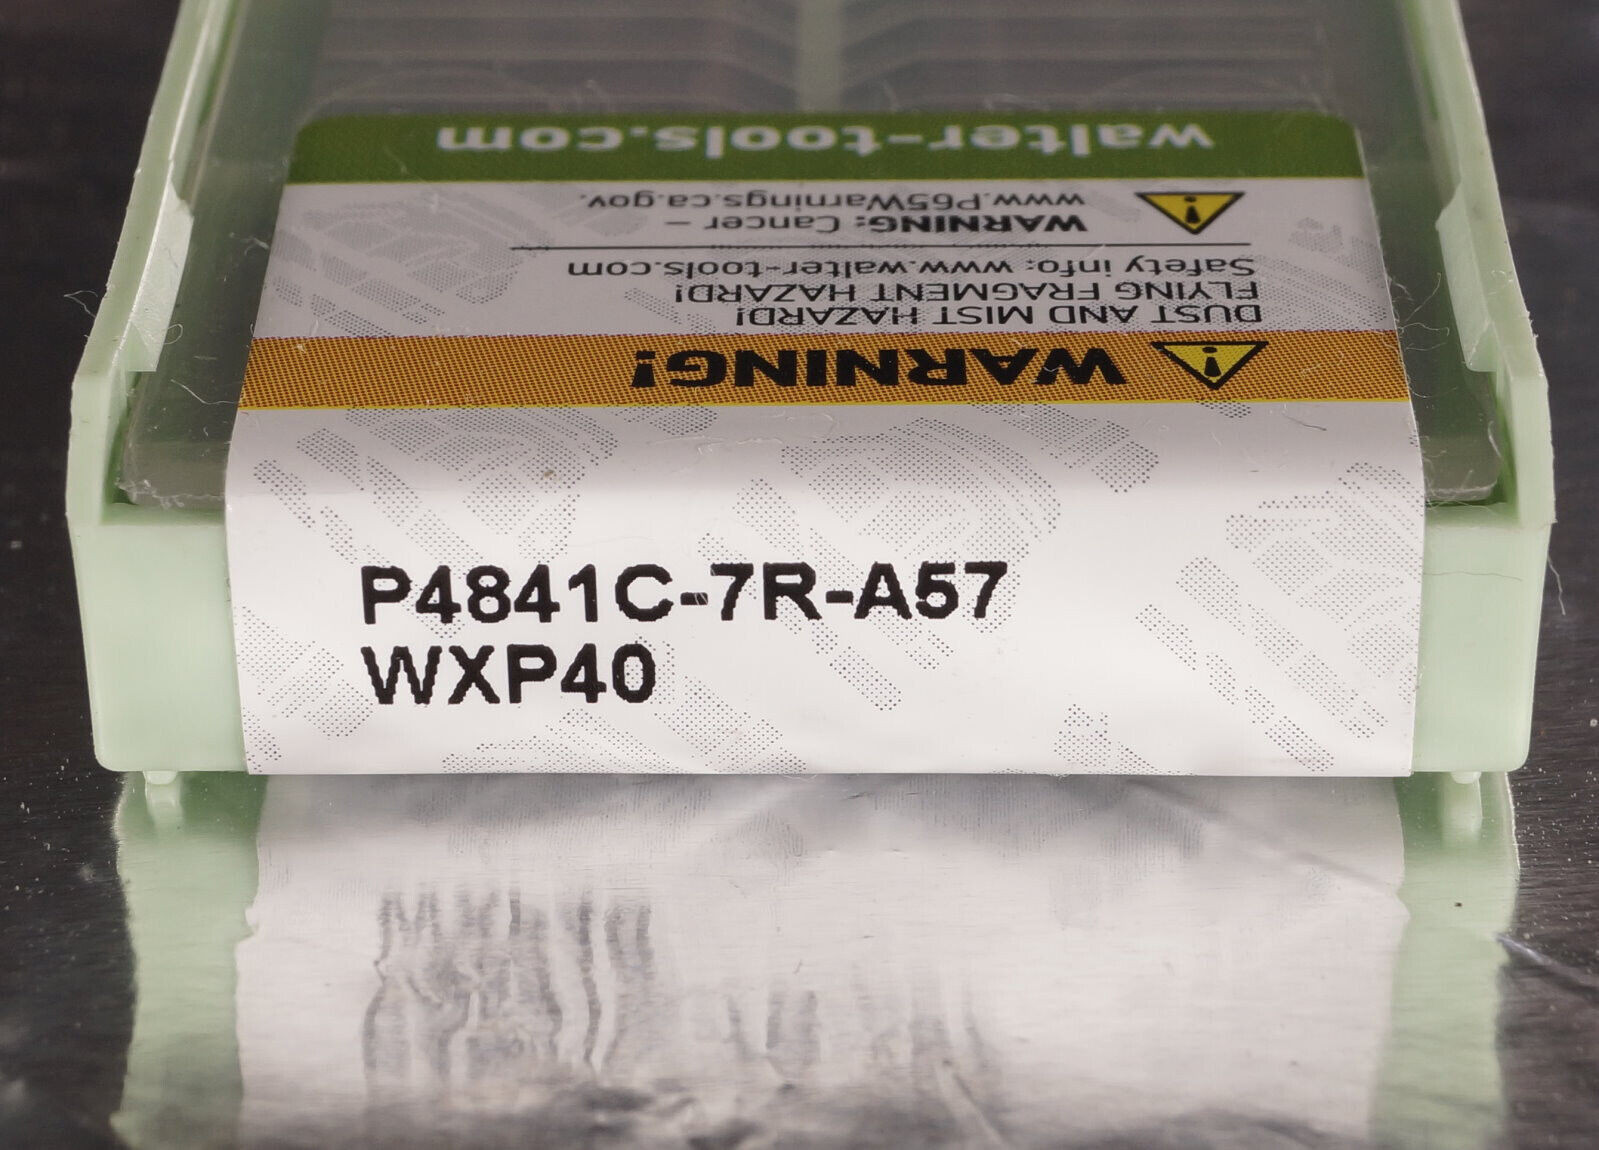 walter-tools.com
WARNING: Cancer –
www.P65Warnings.ca.gov.
WARNING!
DUST AND MIST HAZARD!
FLYING FRAGMENT HAZARD!
Safety info: www.walter-tools.com
P4841C-7R-A57
WXP40